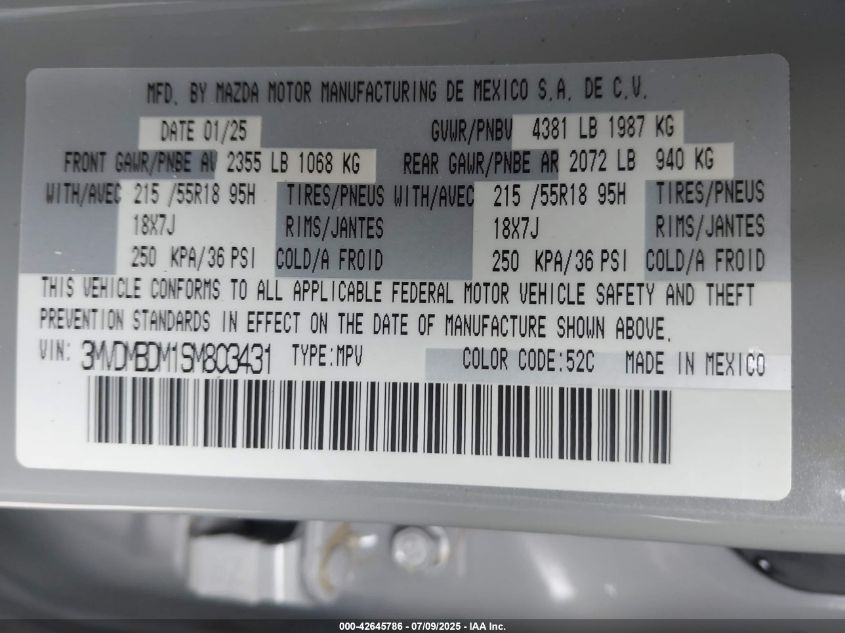 MFD. BY MAZDA MOTOR MANUFACTURING DE MEXICO S.A. DE C.V.
DATE 01/25 GVWR/PNBV 4381 LB 1987 KG
FRONT GAWR/PNBE AV 2355 LB 1068 KG REAR GAWR/PNBE AR 2072 LB 940 KG
WITH/AVEC 215 /55R18 95H TIRES/PNEUS WITH/AVEC 215 /55R18 95H TIRES/PNEUS
18X7J RIMS/JANTES 18X7J RIMS/JANTES
250 KPA/36 PSI COLD/A FROID 250 KPA/36 PSI COLD/A FROID
THIS VEHICLE CONFORMS TO ALL APPLICABLE FEDERAL MOTOR VEHICLE SAFETY AND THEFT
PREVENTION STANDARDS IN EFFECT ON THE DATE OF MANUFACTURE SHOWN ABOVE.
VIN: 3MVDMBDM1SM803431 TYPE:MPV COLOR CODE:52C MADE IN MEXICO
000-42645786 - 07/09/2025 - IAA Inc.